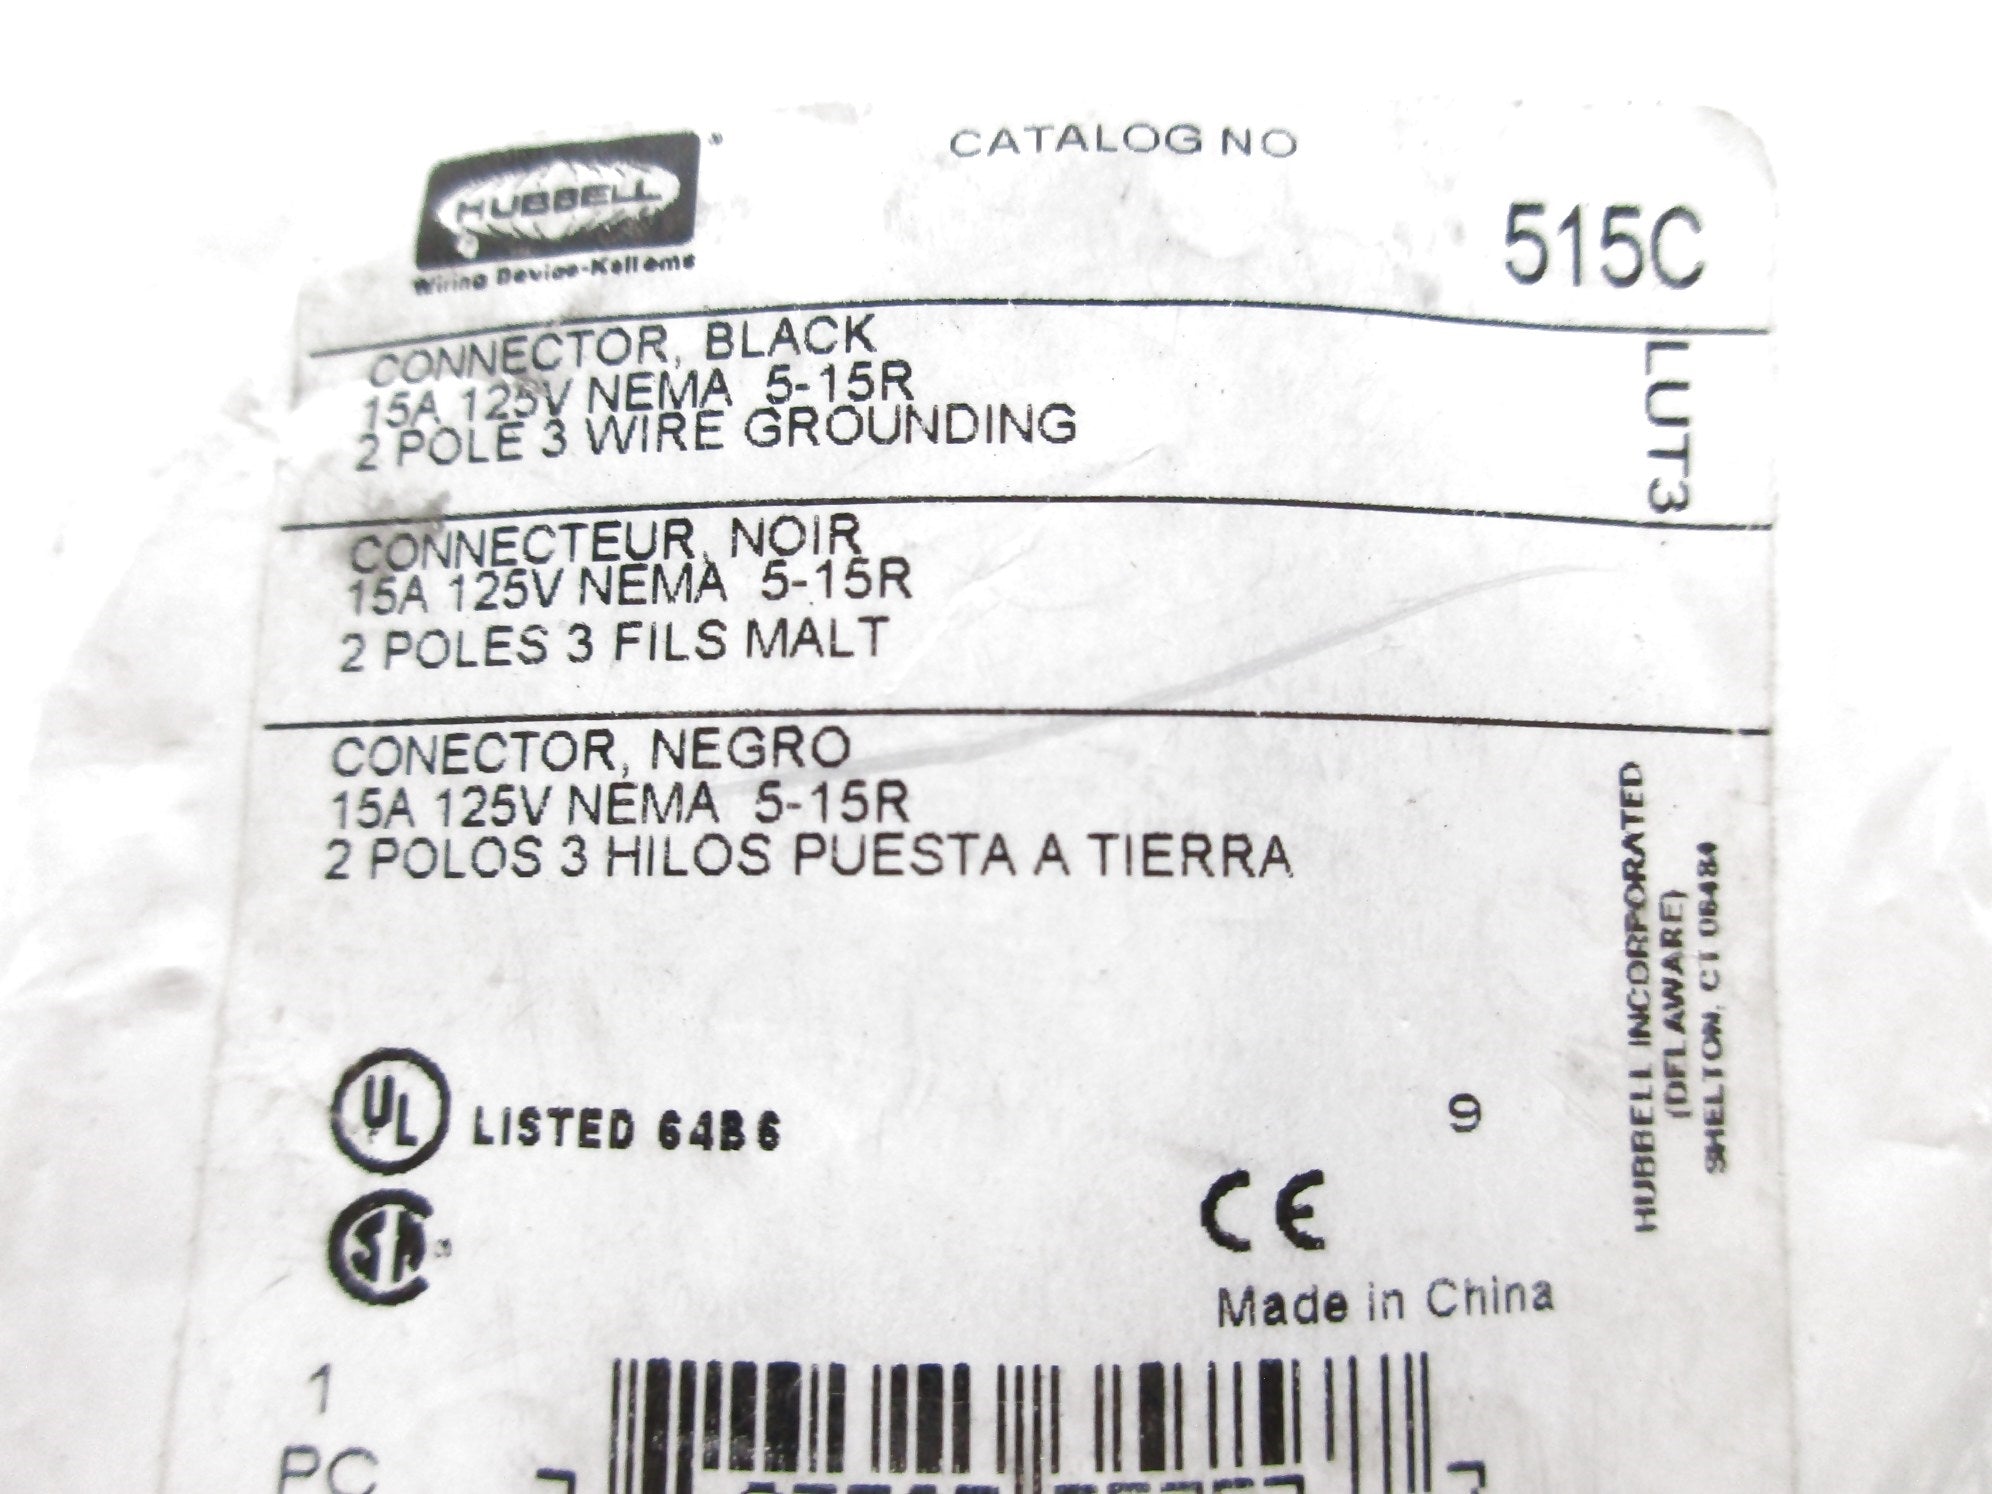 HUBBELL
Wiring Device-Kellems
CATALOG NO
515C
CONNECTOR, BLACK
15A 125V NEMA 5-15R
2 POLE 3 WIRE GROUNDING
LUT3
CONNECTEUR, NOIR
15A 125V NEMA 5-15R
2 POLES 3 FILS MALT
CONECTOR, NEGRO
15A 125V NEMA 5-15R
2 POLOS 3 HILOS PUESTA A TIERRA
HUBBELL INCORPORATED
(DELAWARE)
SHELTON, CT 06484
UL LISTED 64B6
9
SA
CE
Made in China
1
PC